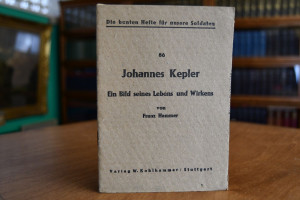 Die bunten Hefte für unsere Soldaten
86
Johannes Kepler
Ein Bild seines Lebens und Wirkens
von
Franz Hammer
Verlag W. Kohlhammer · Stuttgart